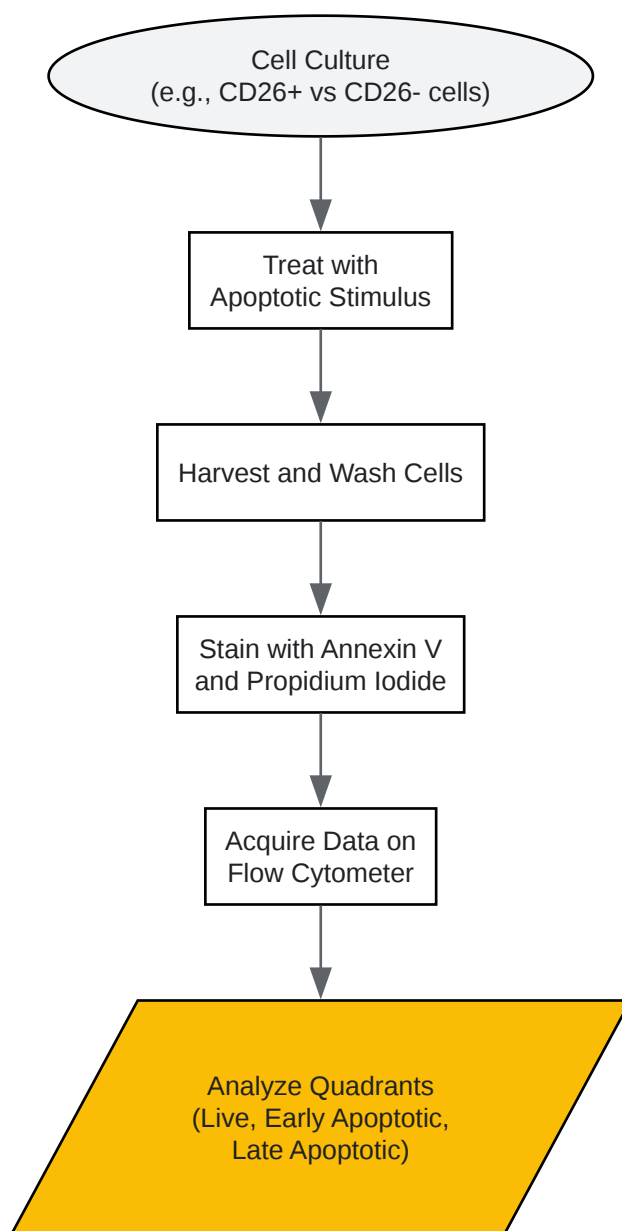 Cell Culture
(e.g., CD26+ vs CD26- cells)
Treat with
Apoptotic Stimulus
Harvest and Wash Cells
Stain with Annexin V
and Propidium Iodide
Acquire Data on
Flow Cytometer
Analyze Quadrants
(Live, Early Apoptotic,
Late Apoptotic)